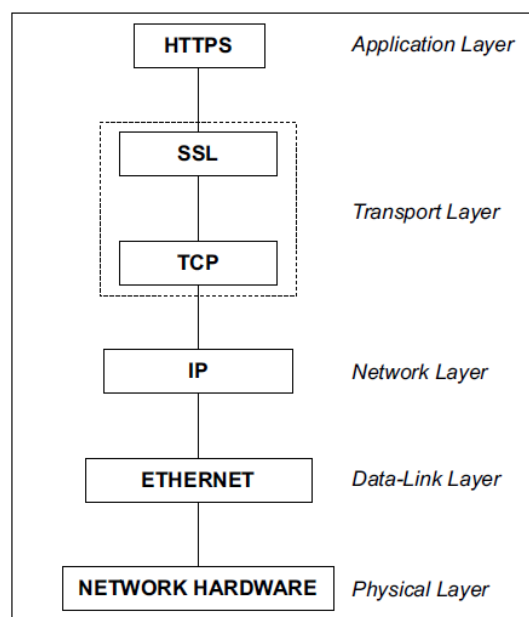 HTTPS Application Layer
SSL
Transport Layer
TCP
IP Network Layer
ETHERNET Data-Link Layer
NETWORK HARDWARE Physical Layer